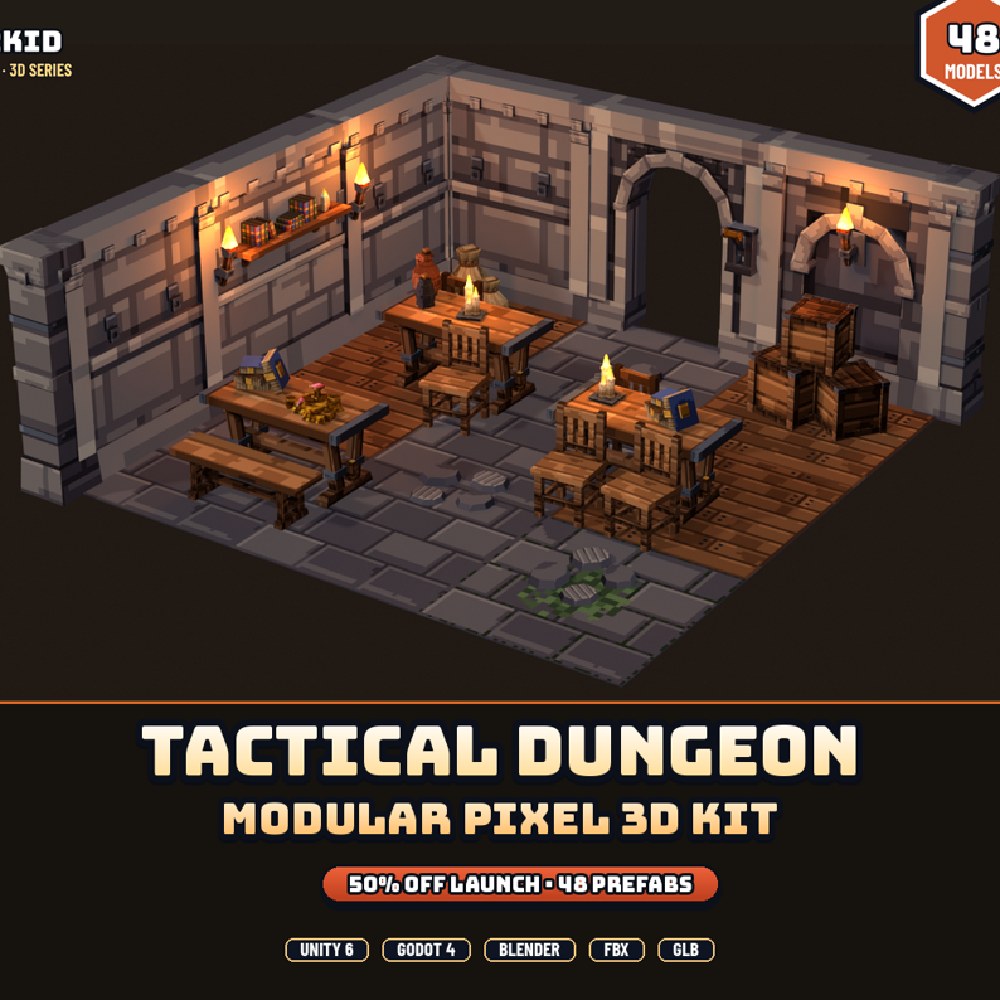 KID
· 3D SERIES
48
MODELS
TACTICAL DUNGEON
MODULAR PIXEL 3D KIT
50% OFF LAUNCH • 48 PREFABS
UNITY 6 GODOT 4 BLENDER FBX GLB